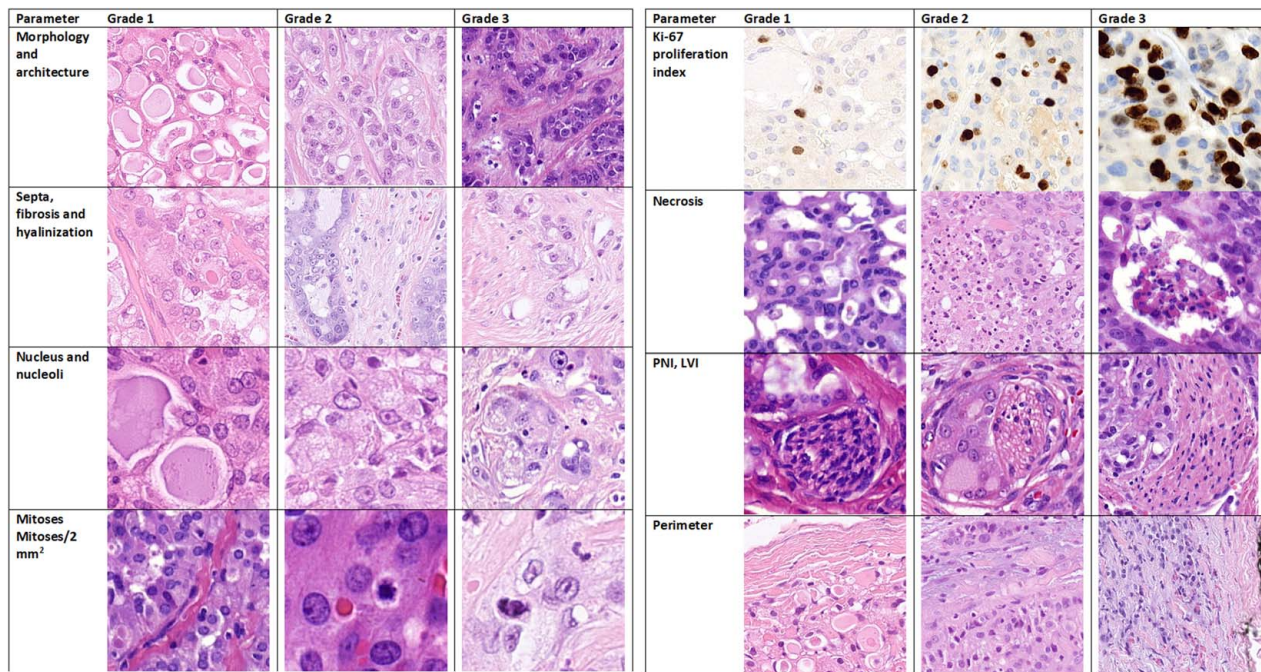 Parameter Grade 1 Grade 2 Grade 3
Morphology
and
architecture
Septa,
fibrosis and
hyalinization
Nucleus and
nucleoli
Mitoses
Mitoses/2
mm²
Parameter Grade 1 Grade 2 Grade 3
Ki-67
proliferation
index
Necrosis
PNI, LVI
Perimeter